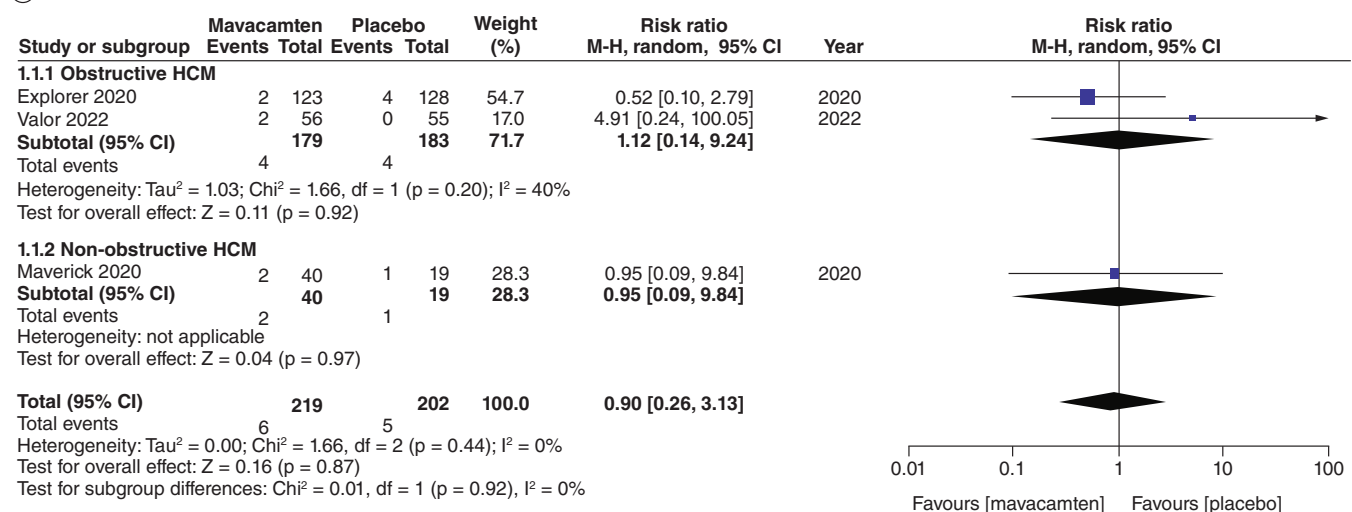 Mavacamten Placebo Weight Risk ratio Risk ratio
Study or subgroup Events Total Events Total (%) M-H, random, 95% CI Year M-H, random, 95% CI
1.1.1 Obstructive HCM
Explorer 2020 2 123 4 128 54.7 0.52 [0.10, 2.79] 2020
Valor 2022 2 56 0 55 17.0 4.91 [0.24, 100.05] 2022
Subtotal (95% CI) 179 183 71.7 1.12 [0.14, 9.24]
Total events 4 4
Heterogeneity: Tau² = 1.03; Chi² = 1.66, df = 1 (p = 0.20); I² = 40%
Test for overall effect: Z = 0.11 (p = 0.92)
1.1.2 Non-obstructive HCM
Maverick 2020 2 40 1 19 28.3 0.95 [0.09, 9.84] 2020
Subtotal (95% CI) 40 19 28.3 0.95 [0.09, 9.84]
Total events 2 1
Heterogeneity: not applicable
Test for overall effect: Z = 0.04 (p = 0.97)
Total (95% CI) 219 202 100.0 0.90 [0.26, 3.13]
Total events 6 5
Heterogeneity: Tau² = 0.00; Chi² = 1.66, df = 2 (p = 0.44); I² = 0%
Test for overall effect: Z = 0.16 (p = 0.87)
Test for subgroup differences: Chi² = 0.01, df = 1 (p = 0.92), I² = 0%
0.01 0.1 1 10 100
Favours [mavacamten] Favours [placebo]